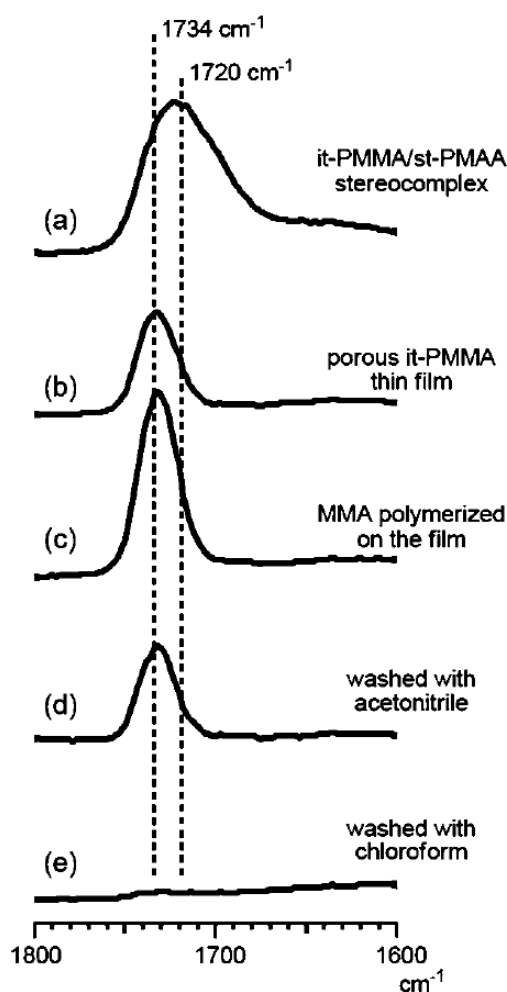 1734 cm-1
1720 cm-1
it-PMMA/st-PMAA
stereocomplex
(a)
porous it-PMMA
thin film
(b)
MMA polymerized
on the film
(c)
washed with
acetonitrile
(d)
washed with
chloroform
(e)
1800 1700 1600
cm-1